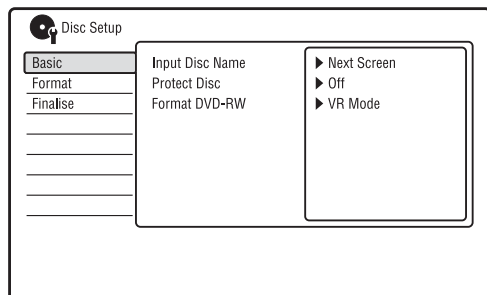 Disc Setup
Basic
Format
Finalise
Input Disc Name ▶ Next Screen
Protect Disc ▶ Off
Format DVD-RW ▶ VR Mode